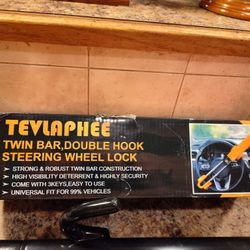 TEVLAPHEE
TWIN BAR,DOUBLE HOOK
STEERING WHEEL LOCK
STRONG & ROBUST TWIN BAR CONSTRUCTION
HIGH VISIBILITY DETERRENT & HIGHLY SECURITY
COME WITH 3KEYS,EASY TO USE
UNIVERSAL FIT FOR 99% VEHICLES